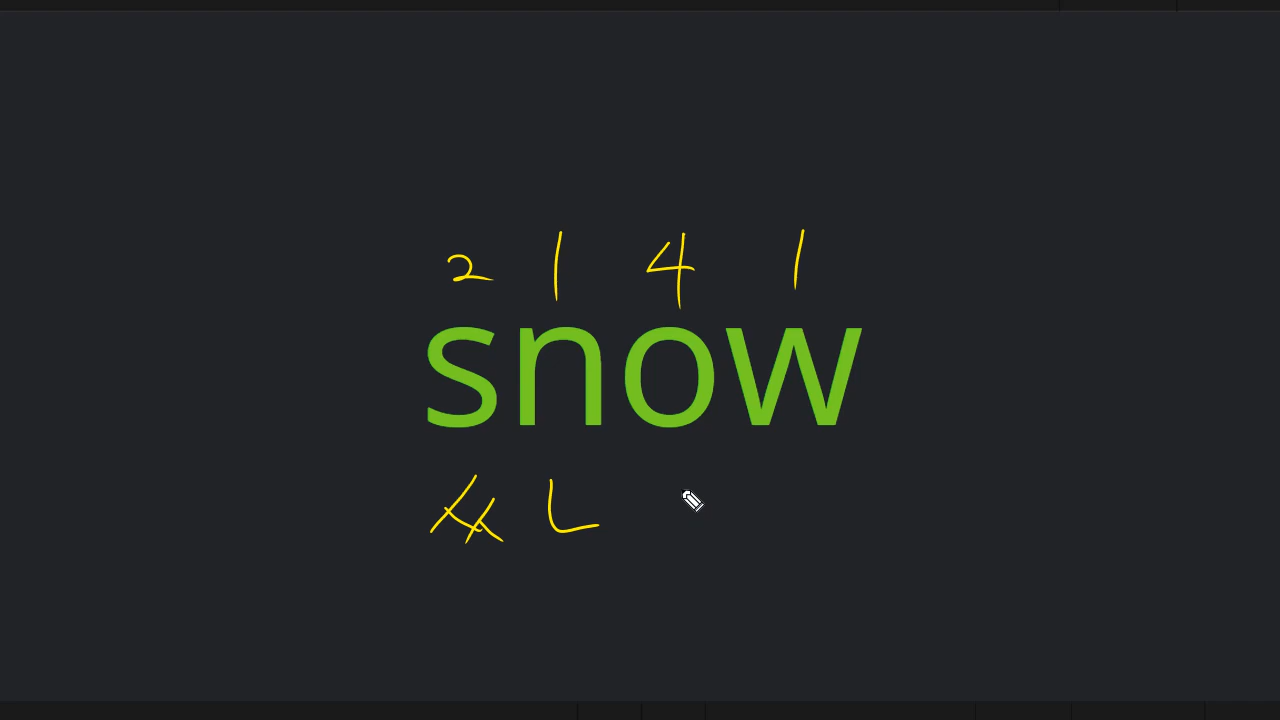 2 1 4 1
snow
ㅆ ㄴ